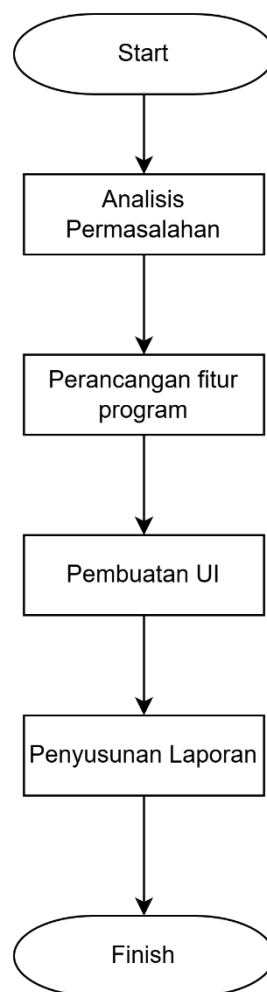 Start
Analisis
Permasalahan
Perancangan fitur
program
Pembuatan UI
Penyusunan Laporan
Finish